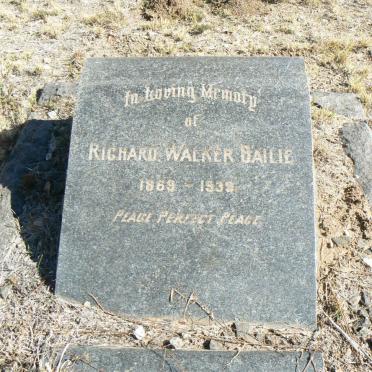 In Loving Memory
of
RICHARD WALKER BAILIE
1869 - 1939
PEACE PERFECT PEACE